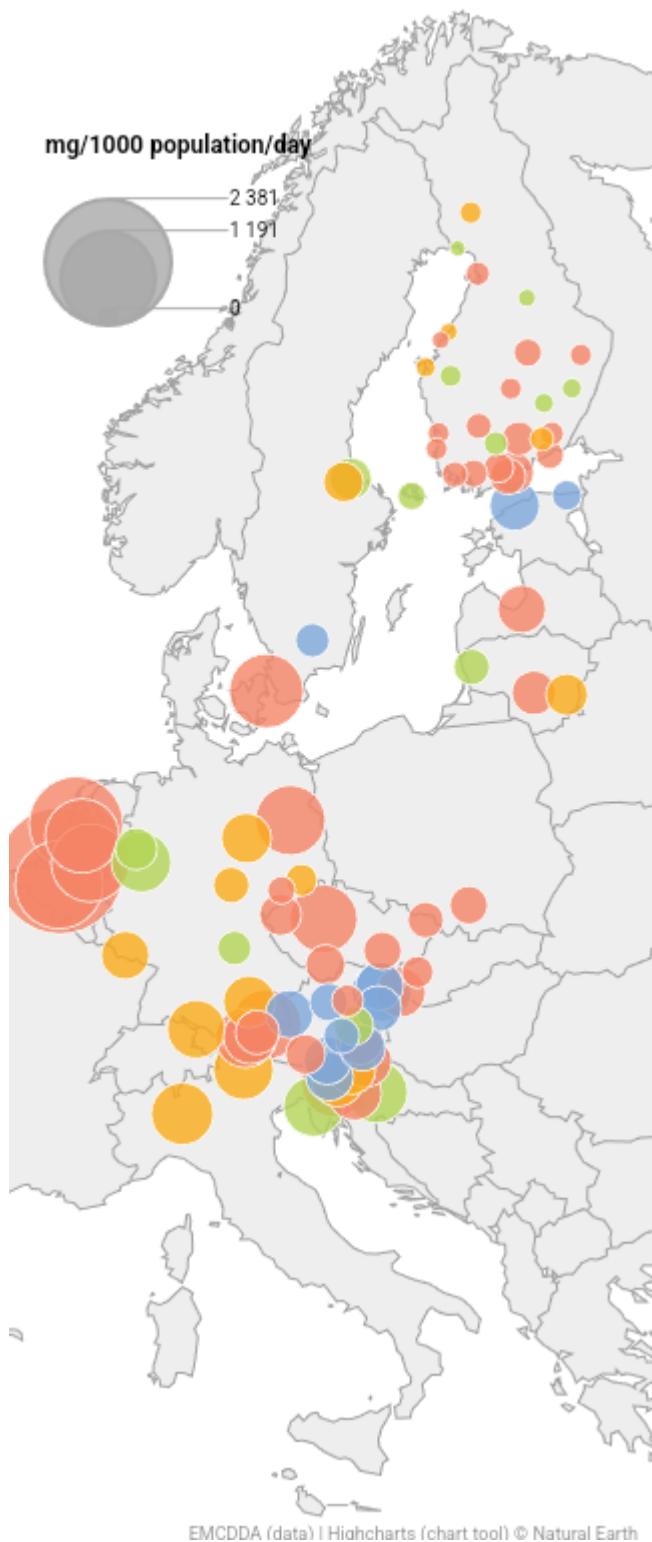 mg/1000 population/day
2 381
1 191
0
EMCDDA (data) | Highcharts (chart tool) © Natural Earth